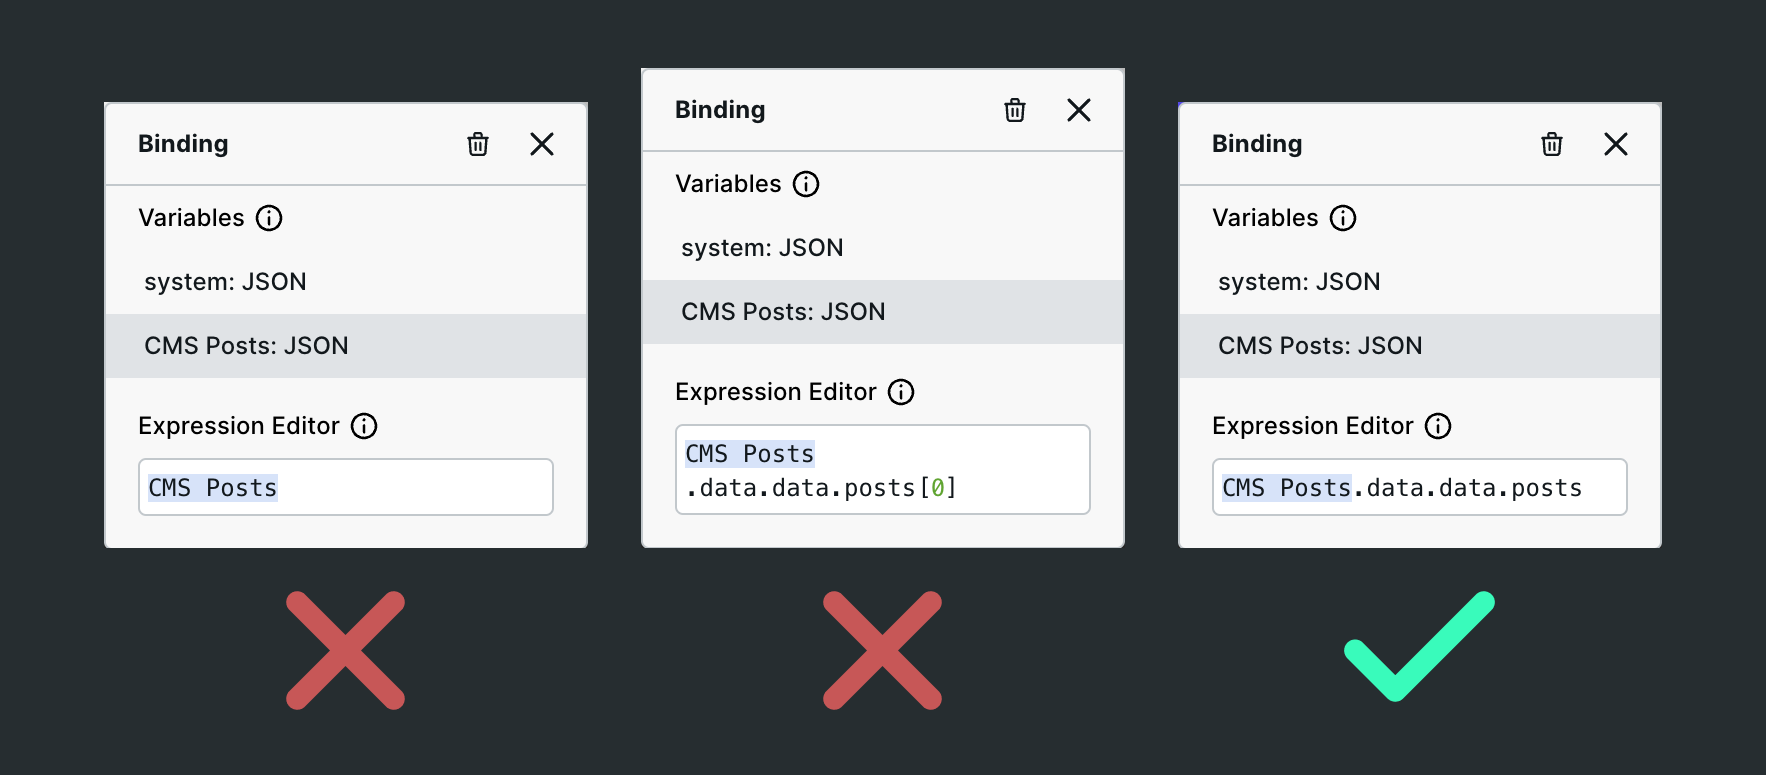 Binding
Variables
system: JSON
CMS Posts: JSON
Expression Editor
CMS Posts
Binding
Variables
system: JSON
CMS Posts: JSON
Expression Editor
CMS Posts
.data.data.posts[0]
Binding
Variables
system: JSON
CMS Posts: JSON
Expression Editor
CMS Posts.data.data.posts